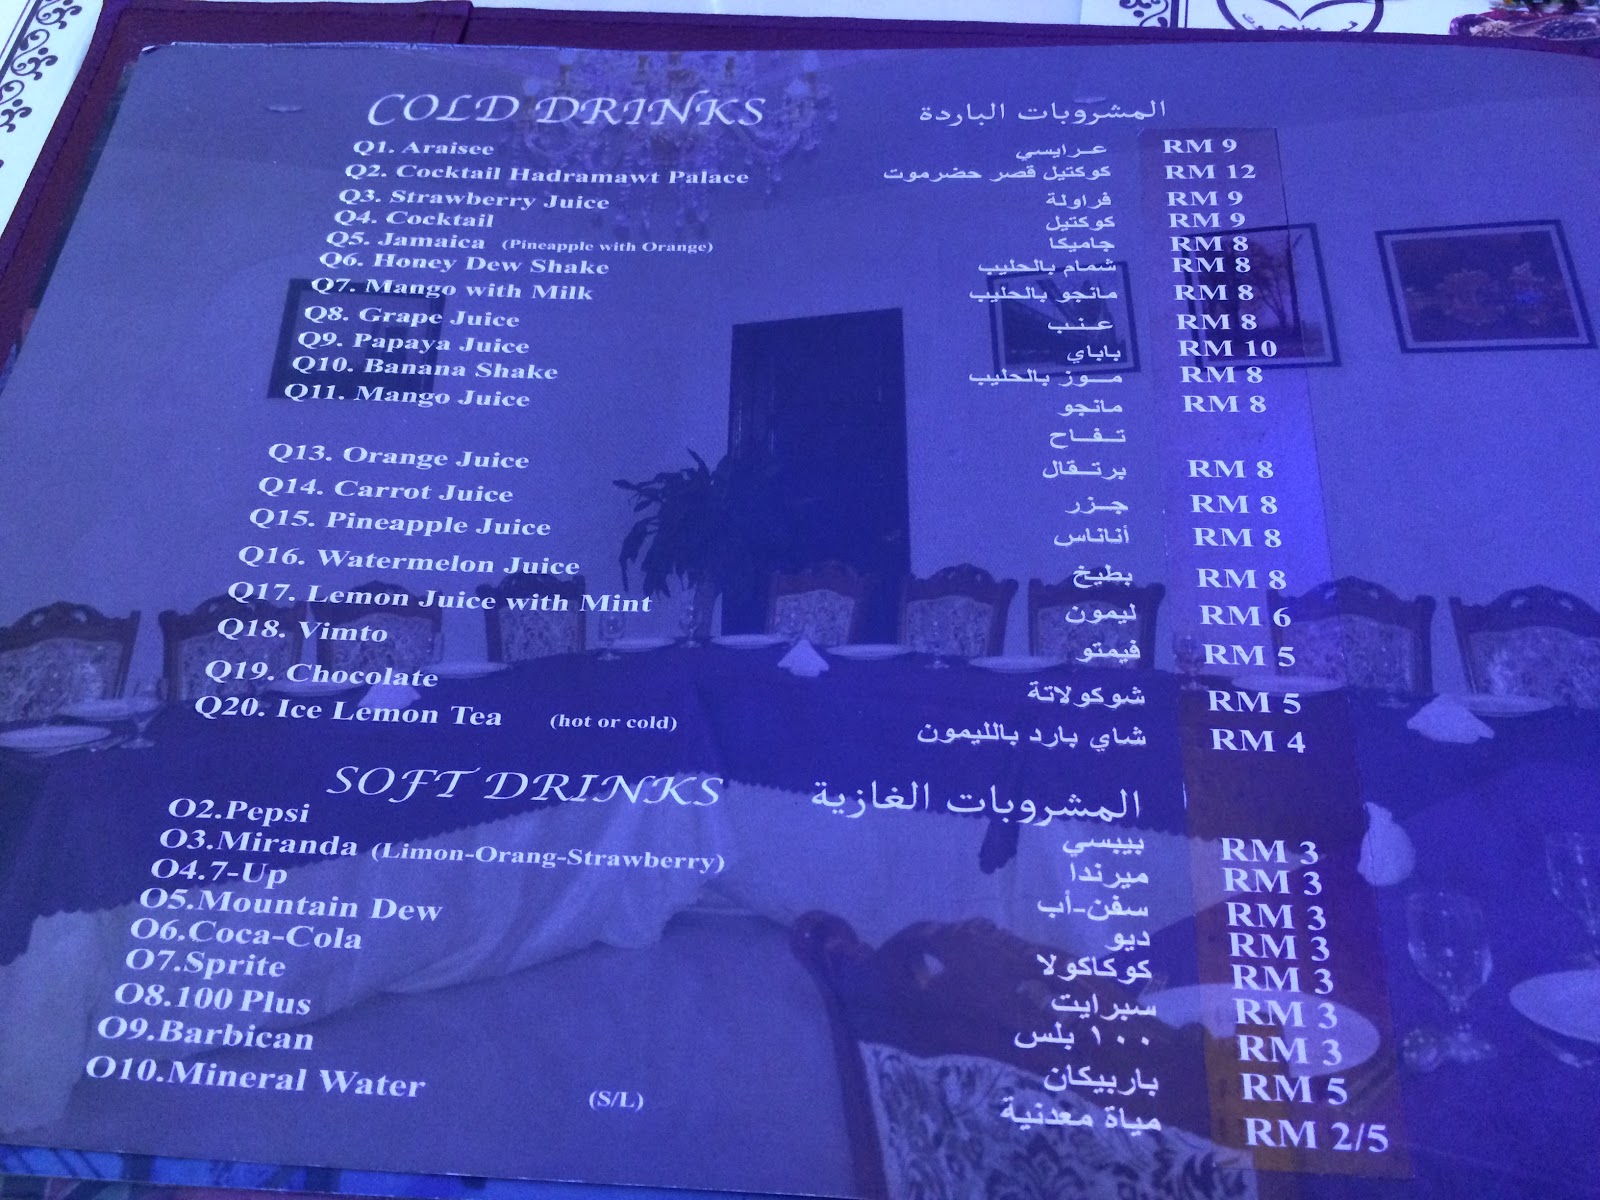 COLD DRINKS المشروبات الباردة
Q1. Araisee عرايسي RM 9
Q2. Cocktail Hadramawt Palace كوكتيل قصر حضرموت RM 12
Q3. Strawberry Juice فراولة RM 9
Q4. Cocktail كوكتيل RM 9
Q5. Jamaica (Pineapple with Orange) جاميكا RM 8
Q6. Honey Dew Shake شمام بالحليب RM 8
Q7. Mango with Milk مانجو بالحليب RM 8
Q8. Grape Juice عنب RM 8
Q9. Papaya Juice باباي RM 10
Q10. Banana Shake موز بالحليب RM 8
Q11. Mango Juice مانجو RM 8
تفاح
Q13. Orange Juice برتقال RM 8
Q14. Carrot Juice جزر RM 8
Q15. Pineapple Juice أناناس RM 8
Q16. Watermelon Juice بطيخ RM 8
Q17. Lemon Juice with Mint ليمون RM 6
Q18. Vimto فيمتو RM 5
Q19. Chocolate شوكولاتة RM 5
Q20. Ice Lemon Tea (hot or cold) شاي بارد بالليمون RM 4
SOFT DRINKS المشروبات الغازية
O2.Pepsi بيبسي RM 3
O3.Miranda (Limon-Orang-Strawberry) ميرندا RM 3
O4.7-Up سفن-أب RM 3
O5.Mountain Dew ديو RM 3
O6.Coca-Cola كوكاكولا RM 3
O7.Sprite سبرايت RM 3
O8.100 Plus ١٠٠ بلس RM 3
O9.Barbican باربيكان RM 5
O10.Mineral Water (S/L) مياة معدنية RM 2/5